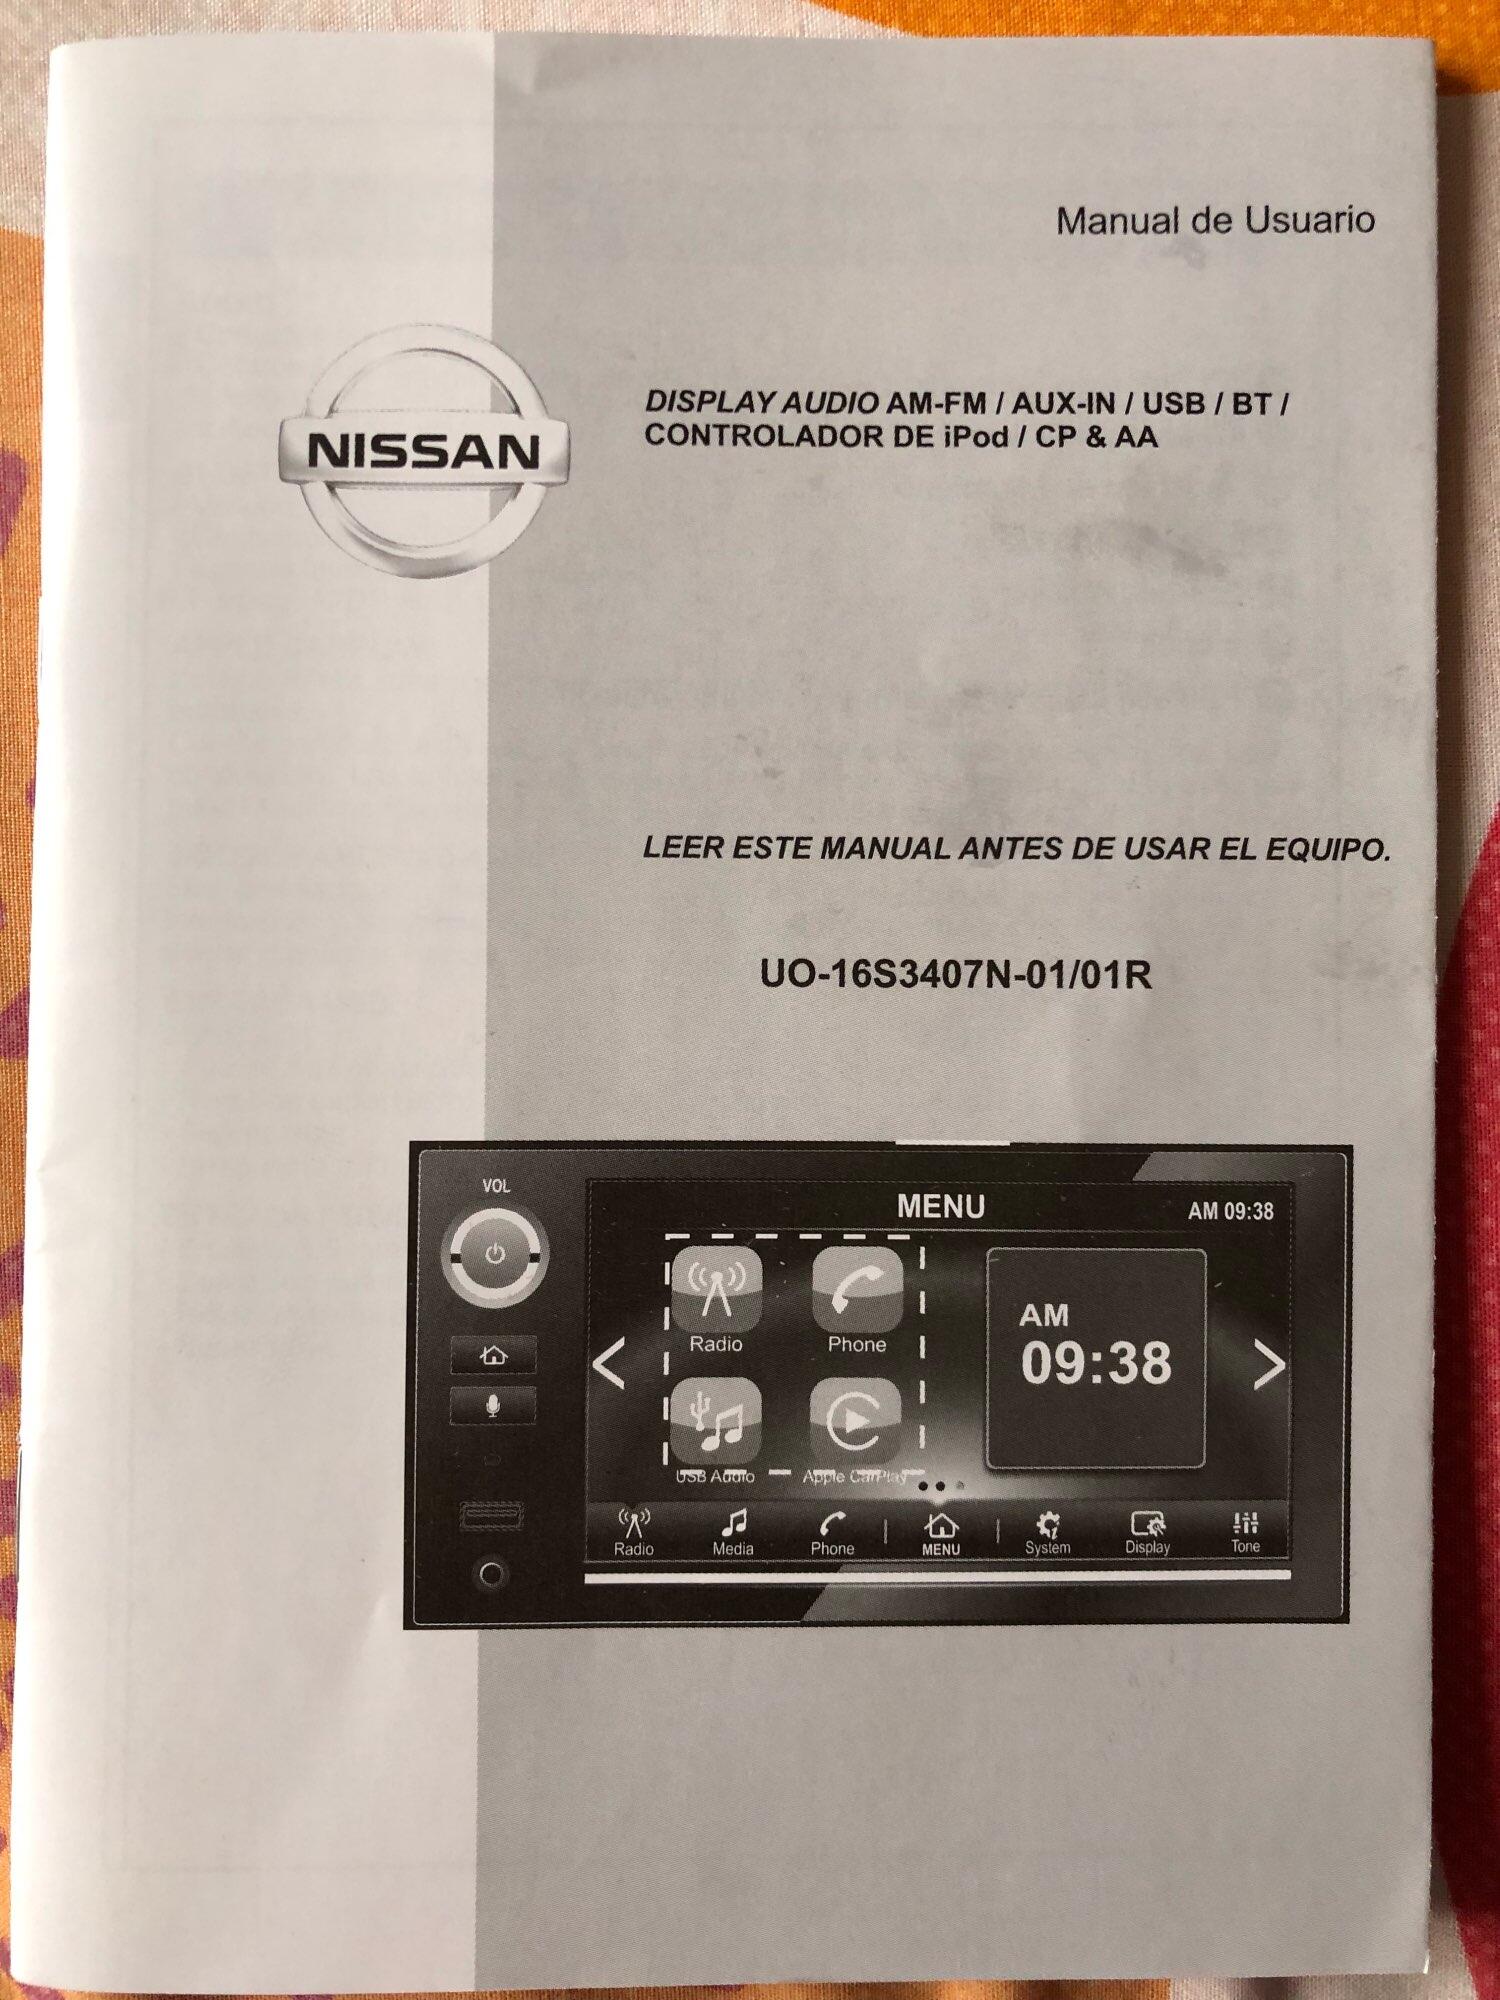 Manual de Usuario
NISSAN
DISPLAY AUDIO AM-FM / AUX-IN / USB / BT /
CONTROLADOR DE iPod / CP & AA
LEER ESTE MANUAL ANTES DE USAR EL EQUIPO.
UO-16S3407N-01/01R
VOL
MENU
AM 09:38
Radio
Phone
AM
09:38
USB Audio
Apple CarPlay
Radio
Media
Phone
MENU
System
Display
Tone